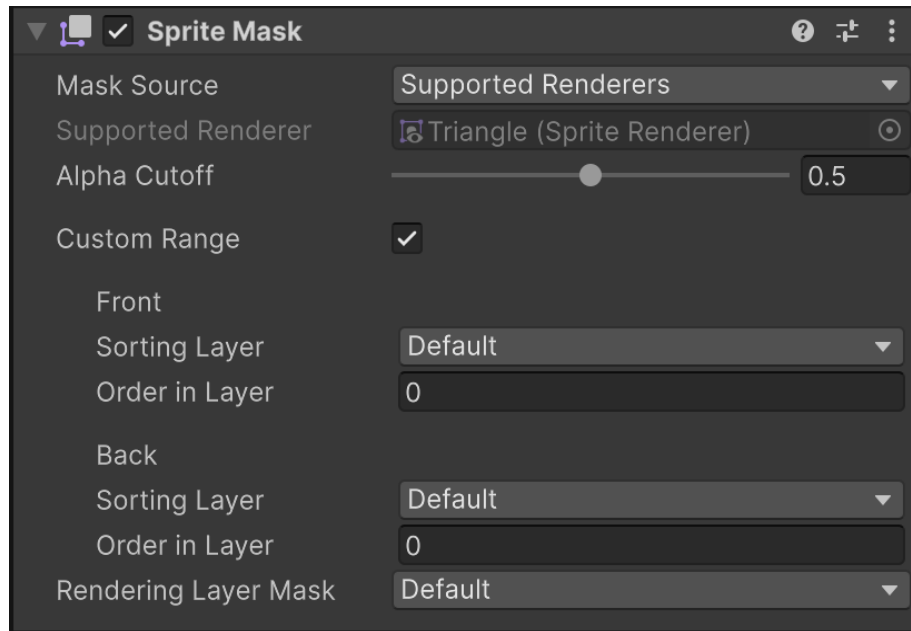 Sprite Mask
Mask Source Supported Renderers
Supported Renderer Triangle (Sprite Renderer)
Alpha Cutoff 0.5
Custom Range
Front
Sorting Layer Default
Order in Layer 0
Back
Sorting Layer Default
Order in Layer 0
Rendering Layer Mask Default